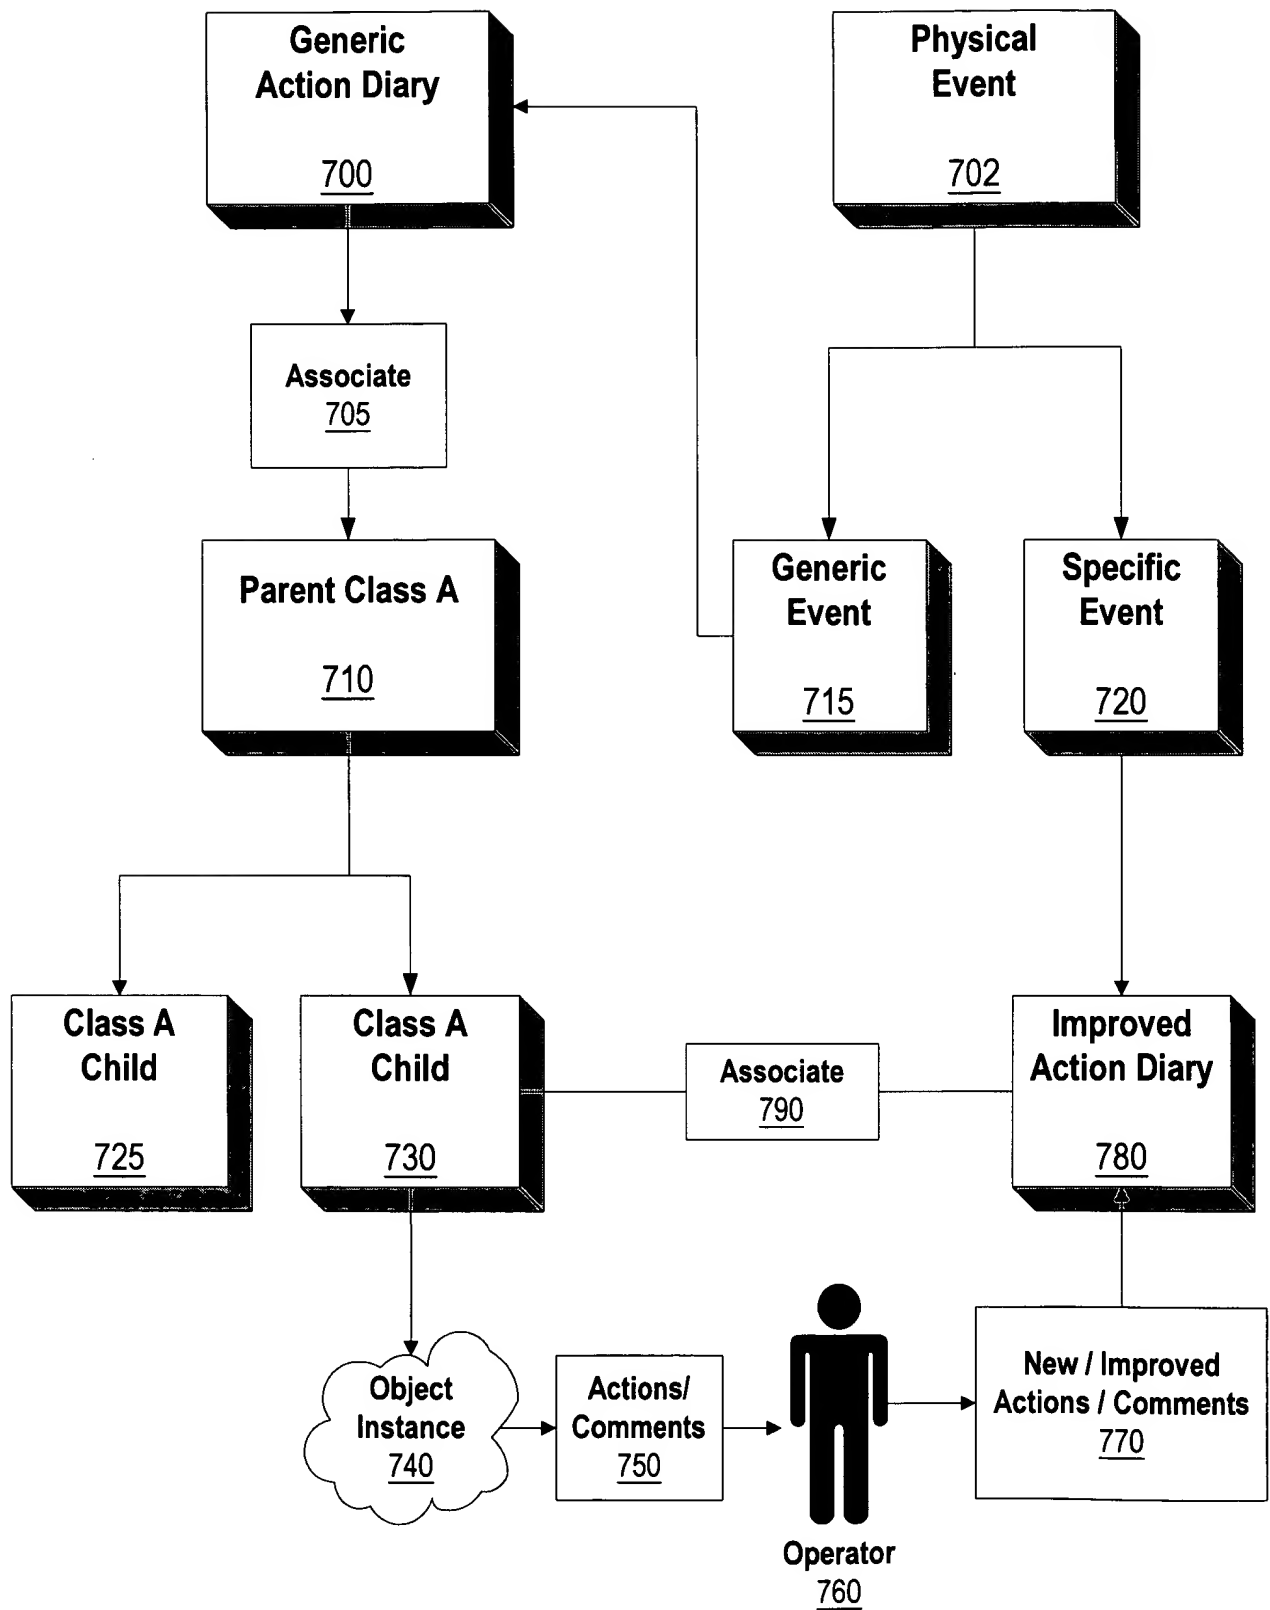 Generic
Action Diary
700
Physical
Event
702
Associate
705
Parent Class A
710
Generic
Event
715
Specific
Event
720
Class A
Child
725
Class A
Child
730
Associate
790
Improved
Action Diary
780
Object
Instance
740
Actions/
Comments
750
Operator
760
New / Improved
Actions / Comments
770